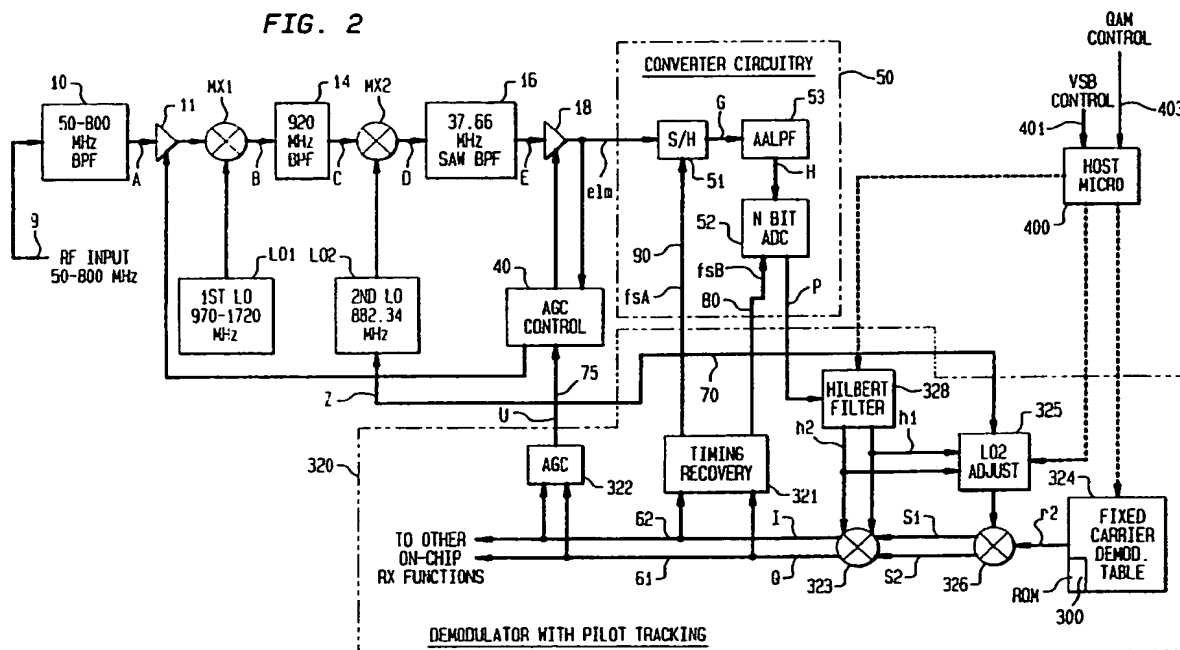 FIG. 2
QAM
CONTROL
VSB
CONTROL
403
401
CONVERTER CIRCUITRY
50
10
50-800
MHz
BPF
A
11
MX1
B
14
920
MHz
BPF
C
MX2
D
16
37.66
MHz
SAW BPF
E
18
elm
S/H
51
G
53
AALPF
H
52
N BIT
ADC
HOST
MICRO
400
9
RF INPUT
50-800 MHz
LO1
1ST LO
970-1720
MHz
LO2
2ND LO
882.34
MHz
40
AGC
CONTROL
90
fsA
fsB
80
P
Z
75
U
70
HILBERT
FILTER
328
h2
h1
325
LO2
ADJUST
320
AGC
322
TIMING
RECOVERY
321
324
FIXED
CARRIER
DEMOD.
TABLE
r2
ROM
300
TO OTHER
ON-CHIP
RX FUNCTIONS
62
61
I
Q
323
S1
S2
326
DEMODULATOR WITH PILOT TRACKING